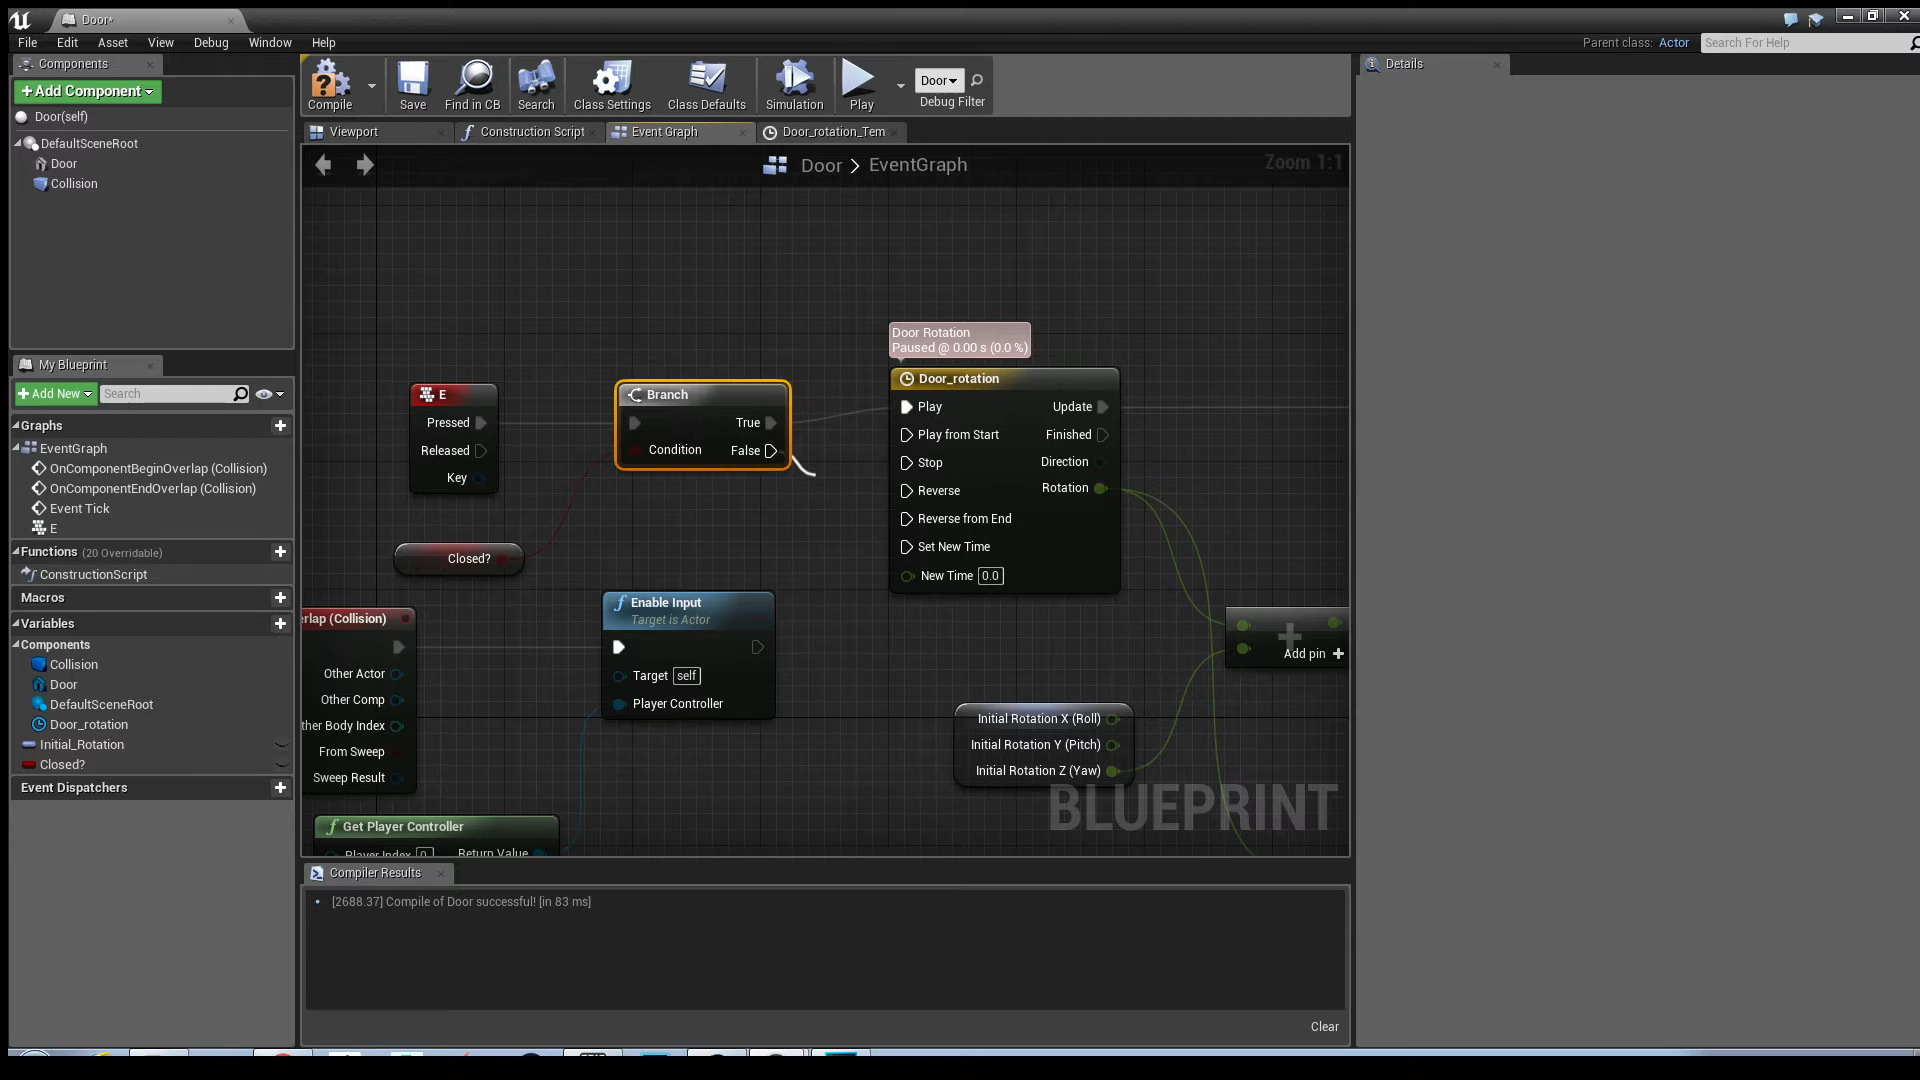 Door*
File Edit Asset View Debug Window Help
Parent class: Actor
Search For Help
Components
+Add Component
Door(self)
DefaultSceneRoot
Door
Collision
Compile
Save
Find in CB
Search
Class Settings
Class Defaults
Simulation
Play
Door
Debug Filter
Details
Viewport
Construction Script
Event Graph
Door_rotation_Tem
Door > EventGraph
Zoom 1:1
My Blueprint
+Add New
Search
Graphs
EventGraph
OnComponentBeginOverlap (Collision)
OnComponentEndOverlap (Collision)
Event Tick
E
Functions (20 Overridable)
ConstructionScript
Macros
Variables
Components
Collision
Door
DefaultSceneRoot
Door_rotation
Initial_Rotation
Closed?
Event Dispatchers
E
Pressed
Released
Key
Branch
True
Condition
False
Closed?
Door Rotation
Paused @ 0.00 s (0.0 %)
Door_rotation
Play
Update
Play from Start
Finished
Stop
Direction
Reverse
Rotation
Reverse from End
Set New Time
New Time 0.0
erlap (Collision)
Other Actor
Other Comp
ther Body Index
From Sweep
Sweep Result
Enable Input
Target is Actor
Target self
Player Controller
Add pin +
Initial Rotation X (Roll)
Initial Rotation Y (Pitch)
Initial Rotation Z (Yaw)
BLUEPRINT
Get Player Controller
Player Index 0
Return Value
Compiler Results
[2688.37] Compile of Door successful! [in 83 ms]
Clear